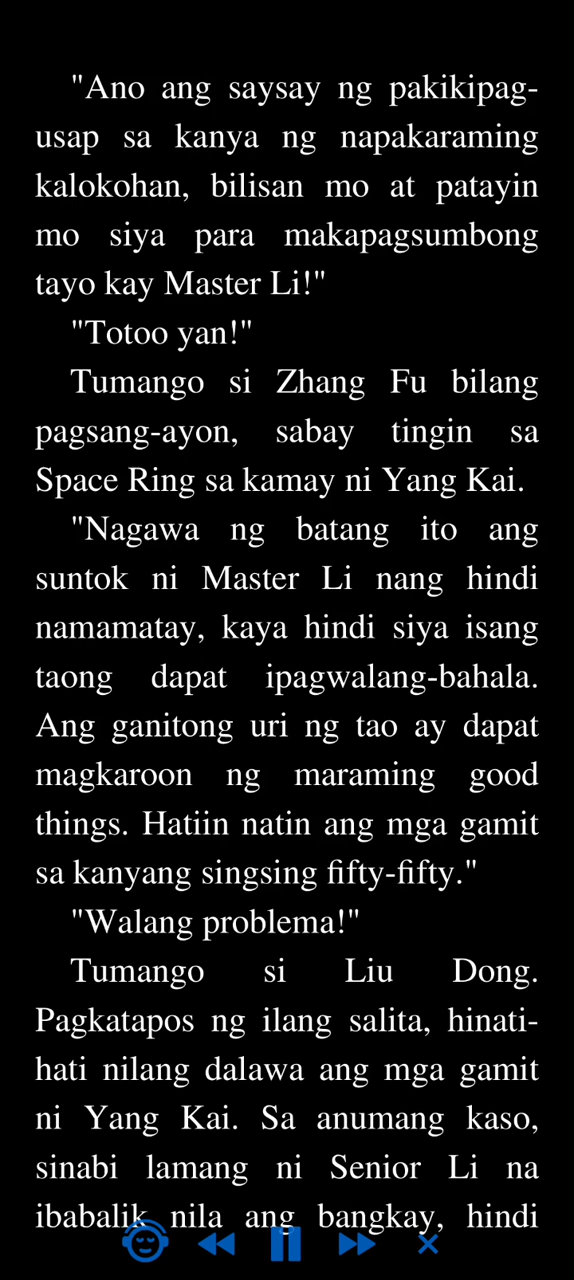 "Ano ang saysay ng pakikipag-
usap sa kanya ng napakaraming
kalokohan, bilisan mo at patayin
mo siya para makapagsumbong
tayo kay Master Li!"
"Totoo yan!"
Tumango si Zhang Fu bilang
pagsang-ayon, sabay tingin sa
Space Ring sa kamay ni Yang Kai.
"Nagawa ng batang ito ang
suntok ni Master Li nang hindi
namamatay, kaya hindi siya isang
taong dapat ipagwalang-bahala.
Ang ganitong uri ng tao ay dapat
magkaroon ng maraming good
things. Hatiin natin ang mga gamit
sa kanyang singsing fifty-fifty."
"Walang problema!"
Tumango si Liu Dong.
Pagkatapos ng ilang salita, hinati-
hati nilang dalawa ang mga gamit
ni Yang Kai. Sa anumang kaso,
sinabi lamang ni Senior Li na
ibabalik nila ang bangkay, hindi